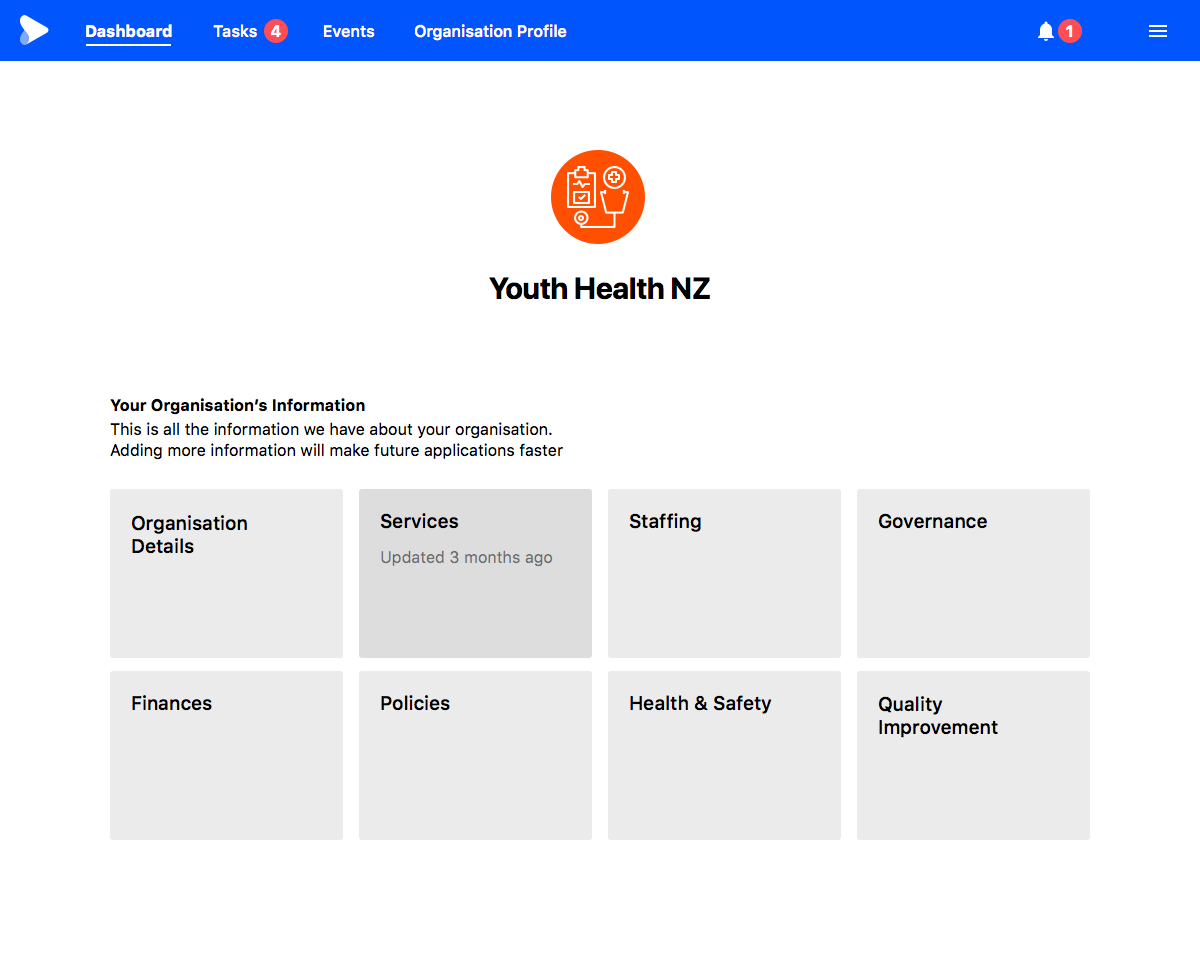 Dashboard Tasks 4 Events Organisation Profile 1
Youth Health NZ
Your Organisation’s Information
This is all the information we have about your organisation.
Adding more information will make future applications faster
Organisation
Details
Services
Updated 3 months ago
Staffing
Governance
Finances
Policies
Health & Safety
Quality
Improvement